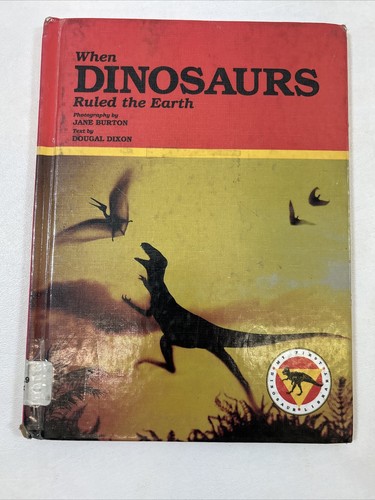 When
DINOSAURS
Ruled the Earth
Photography by
JANE BURTON
Text by
DOUGAL DIXON